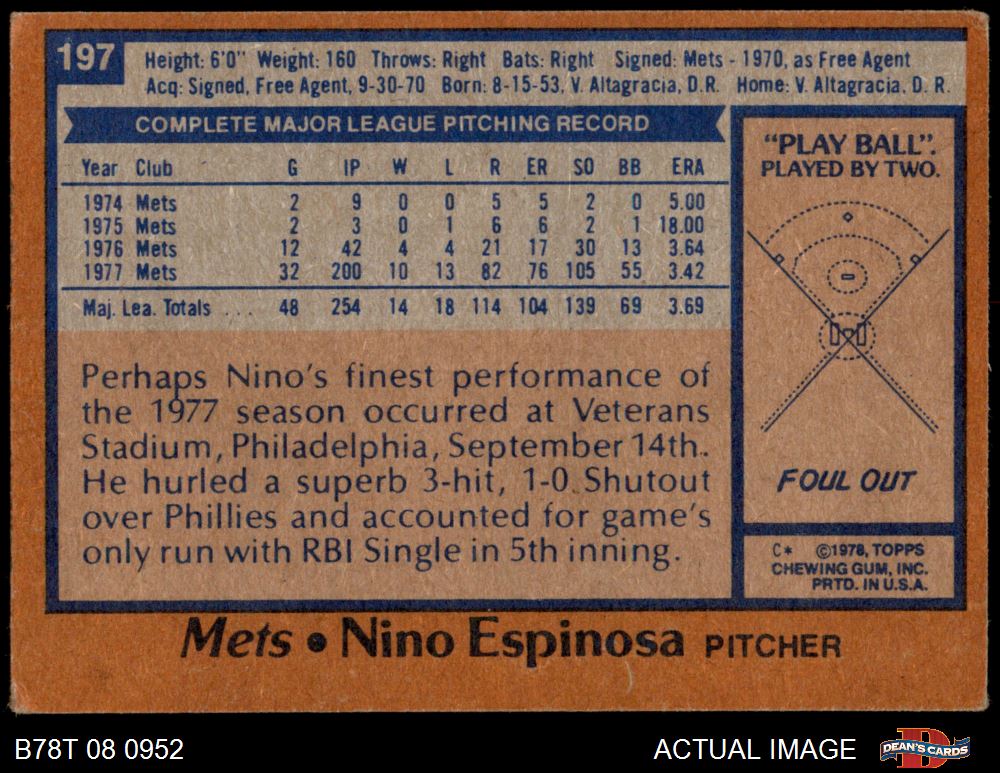 197
Height: 6'0" Weight: 160 Throws: Right Bats: Right Signed: Mets - 1970, as Free Agent
Acq: Signed, Free Agent, 9-30-70 Born: 8-15-53, V. Altagracia, D.R. Home: V. Altagracia, D. R.
COMPLETE MAJOR LEAGUE PITCHING RECORD
Year Club G IP W L R ER SO BB ERA
1974 Mets 2 9 0 0 5 5 2 0 5.00
1975 Mets 2 3 0 1 6 6 2 1 18.00
1976 Mets 12 42 4 4 21 17 30 13 3.64
1977 Mets 32 200 10 13 82 76 105 55 3.42
Maj. Lea. Totals . . . 48 254 14 18 114 104 139 69 3.69
Perhaps Nino's finest performance of
the 1977 season occurred at Veterans
Stadium, Philadelphia, September 14th.
He hurled a superb 3-hit, 1-0 Shutout
over Phillies and accounted for game's
only run with RBI Single in 5th inning.
"PLAY BALL".
PLAYED BY TWO.
FOUL OUT
C* ©1978, TOPPS
CHEWING GUM, INC.
PRTD. IN U.S.A.
Mets • Nino Espinosa PITCHER
B78T 08 0952
ACTUAL IMAGE
DEAN'S CARDS